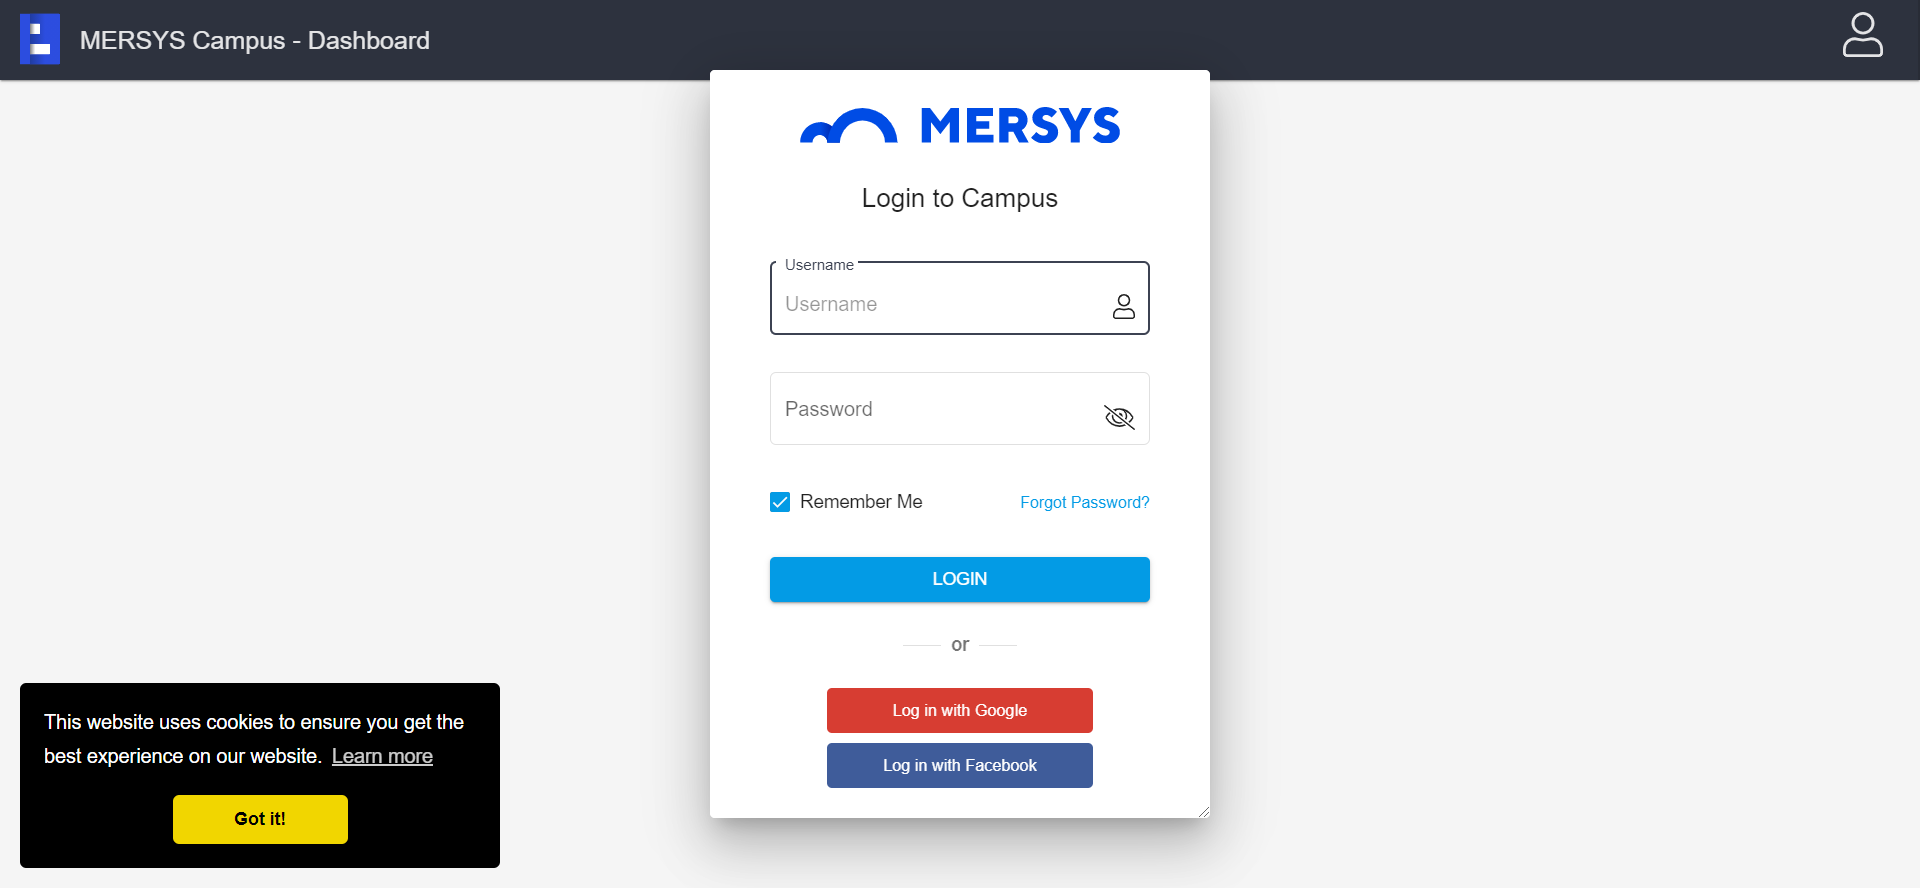 MERSYS Campus - Dashboard
MERSYS
Login to Campus
Username
Username
Password
Remember Me
Forgot Password?
LOGIN
or
Log in with Google
Log in with Facebook
This website uses cookies to ensure you get the
best experience on our website. Learn more
Got it!